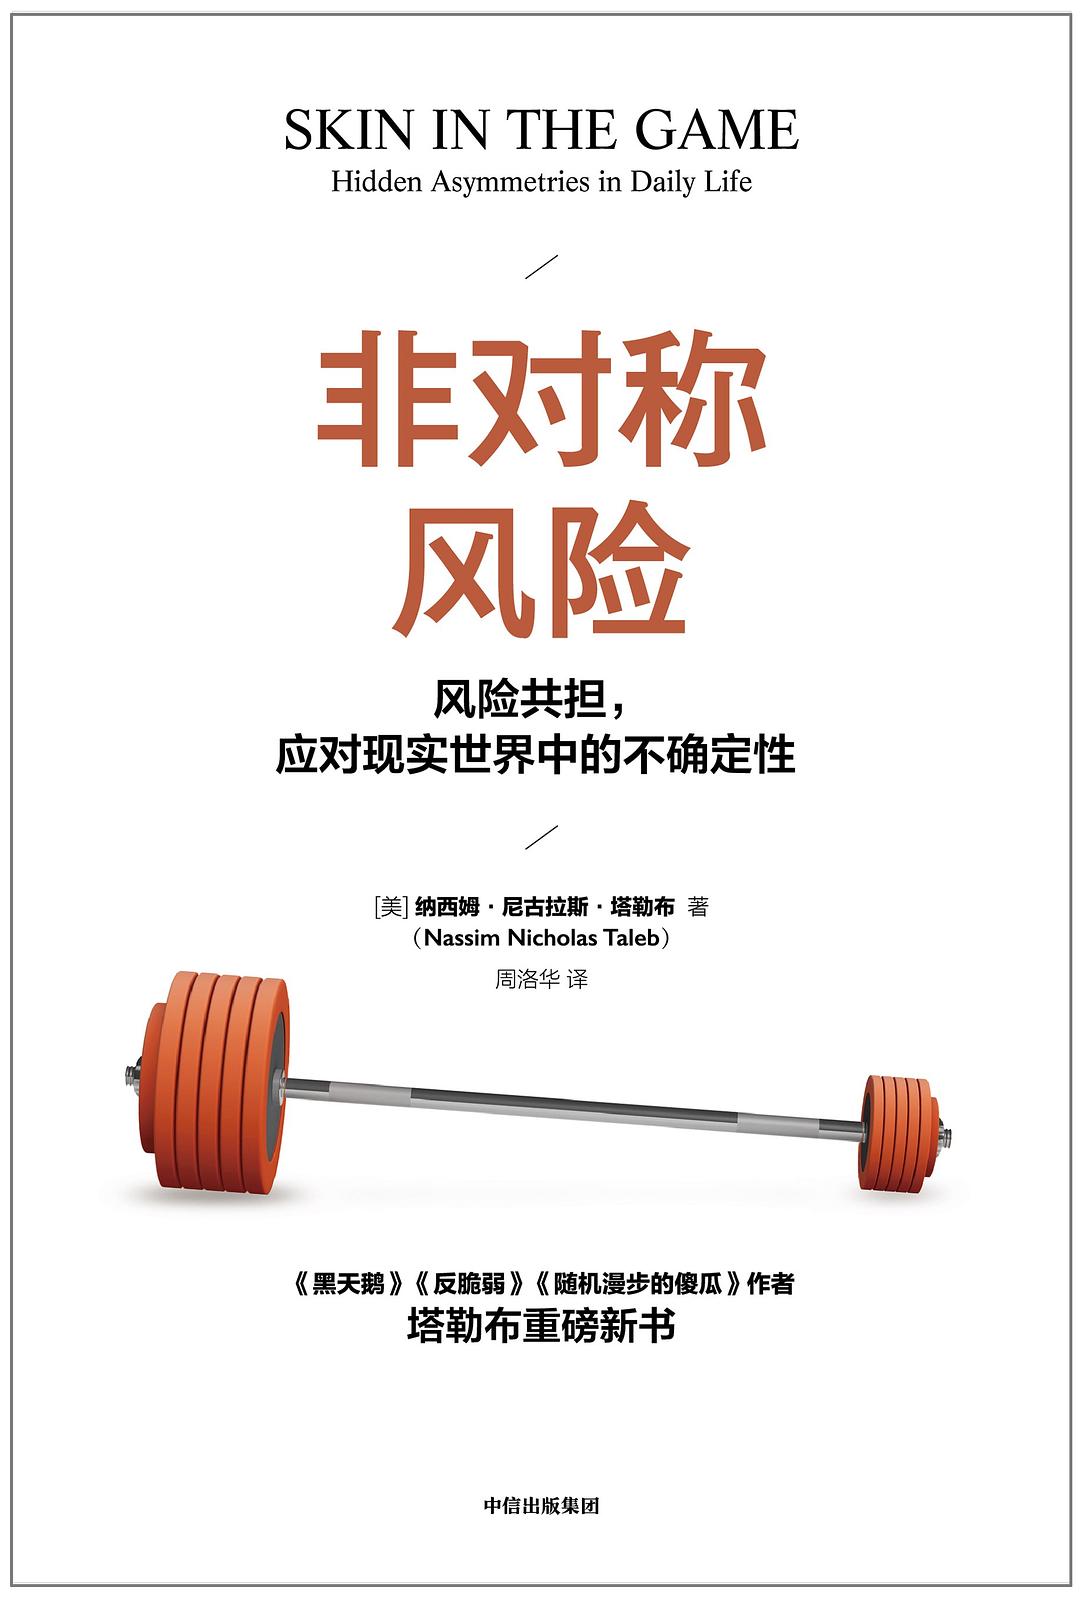 SKIN IN THE GAME
Hidden Asymmetries in Daily Life
非对称
风险
风险共担，
应对现实世界中的不确定性
[美] 纳西姆·尼古拉斯·塔勒布 著
（Nassim Nicholas Taleb）
周洛华 译
《黑天鹅》《反脆弱》《随机漫步的傻瓜》作者
塔勒布重磅新书
中信出版集团